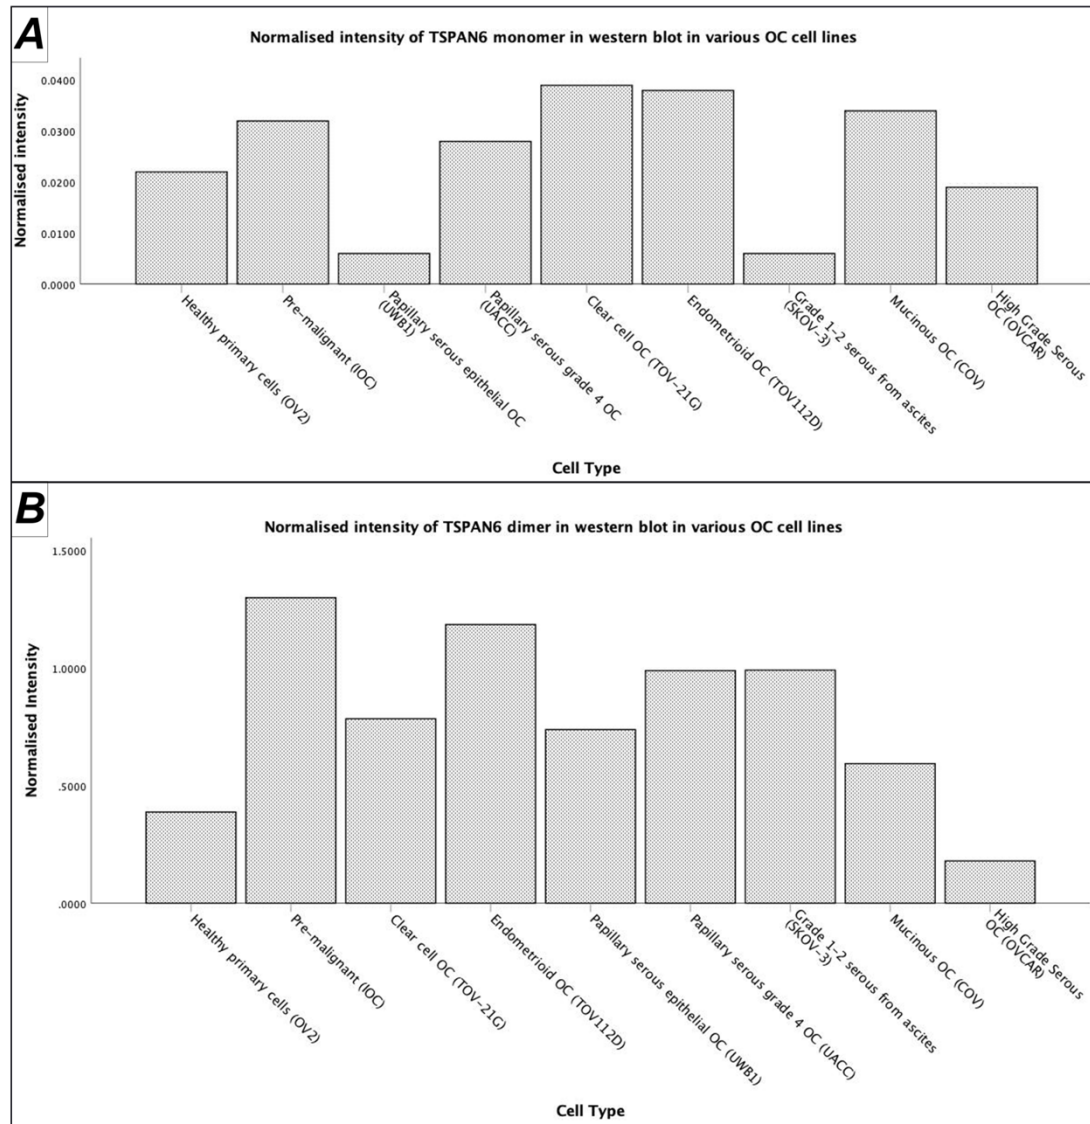 A
Normalised intensity of TSPAN6 monomer in western blot in various OC cell lines
Normalised intensity
0.0400
0.0300
0.0200
0.0100
0.0000
Healthy primary cells (OV2)
Pre-malignant (IOC)
Papillary serous epithelial OC
(UWB1)
Papillary serous grade 4 OC
(UACC)
Clear cell OC (TOV-21G)
Endometrioid OC (TOV112D)
Grade 1-2 serous from ascites
(SKOV-3)
Mucinous OC (COV)
High Grade Serous
OC (OVCAR)
Cell Type
B
Normalised intensity of TSPAN6 dimer in western blot in various OC cell lines
Normalised Intensity
1.5000
1.0000
.5000
.0000
Healthy primary cells (OV2)
Pre-malignant (IOC)
Clear cell OC (TOV-21G)
Endometrioid OC (TOV112D)
Papillary serous epithelial OC (UWB1)
Papillary serous grade 4 OC (UACC)
Grade 1-2 serous from ascites
(SKOV-3)
Mucinous OC (COV)
High Grade Serous
OC (OVCAR)
Cell Type